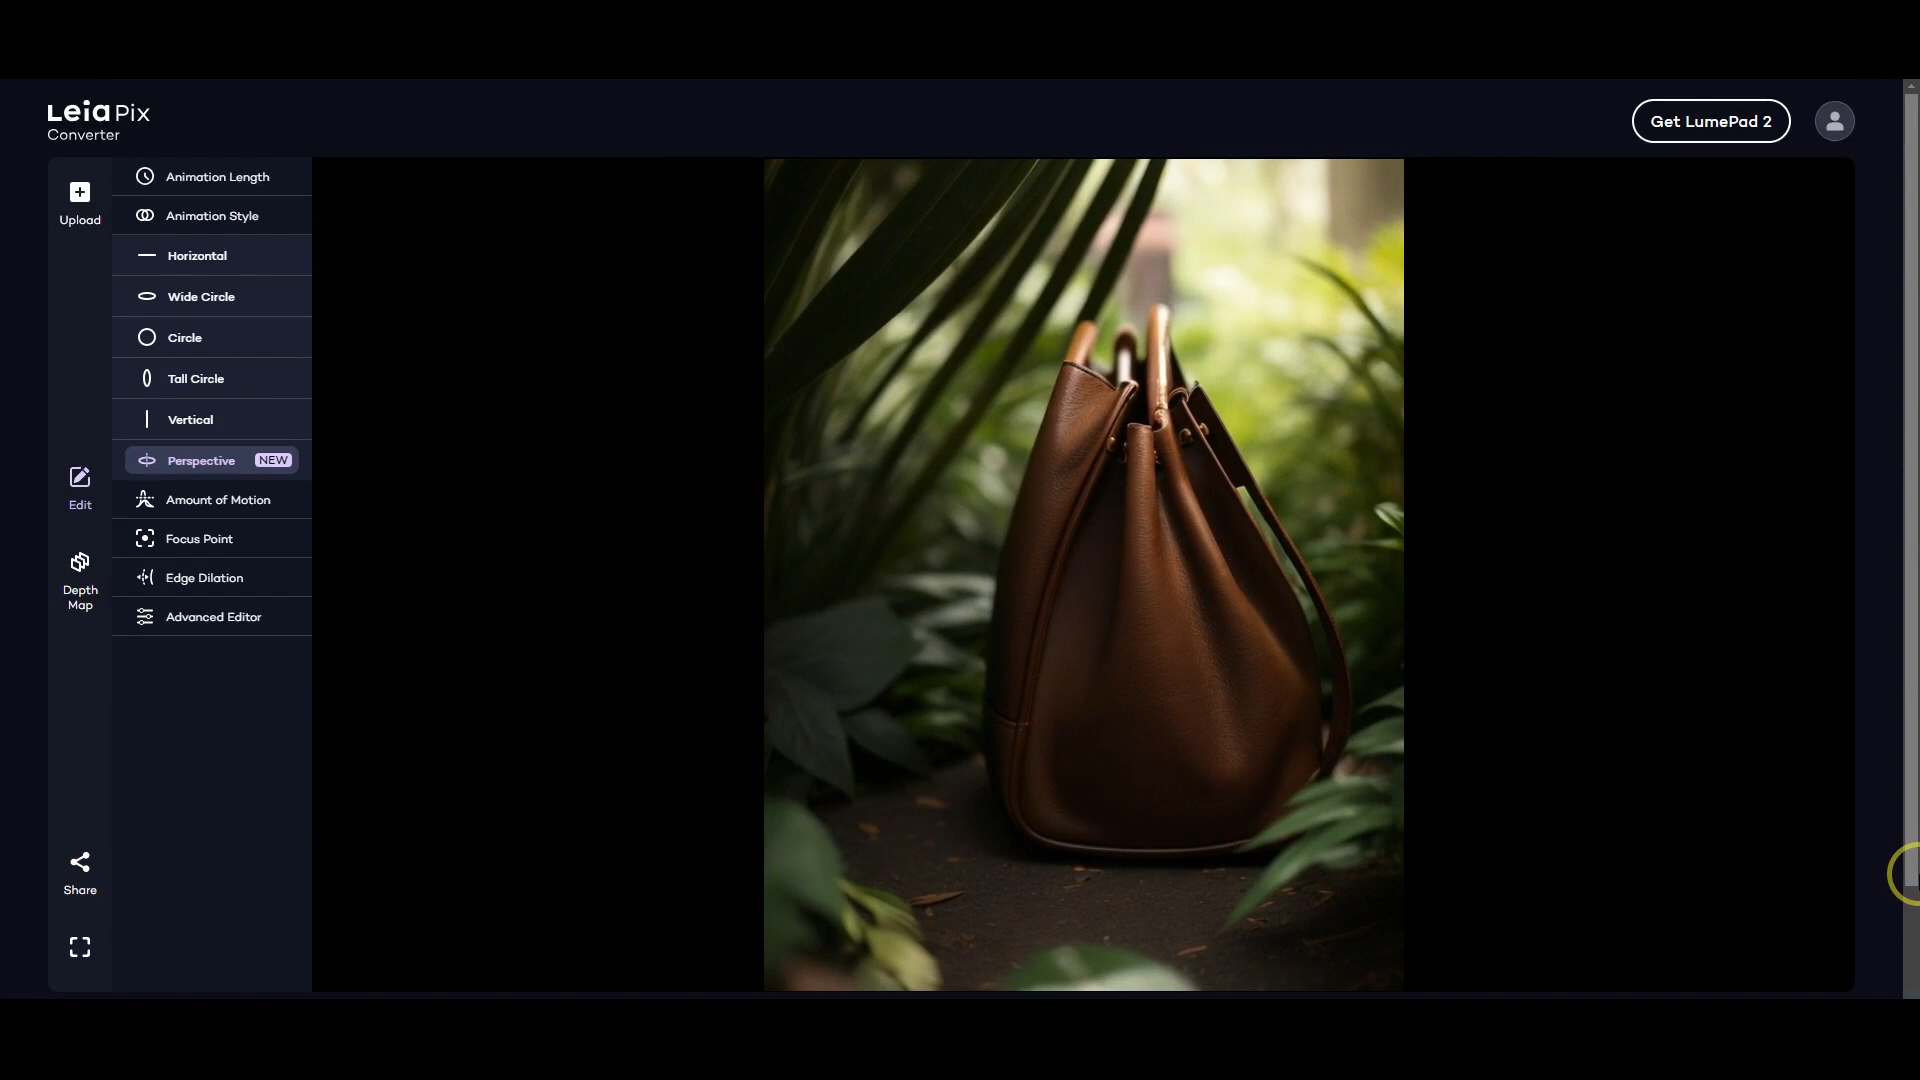 Leia Pix
Converter
Get LumePad 2
Upload
Animation Length
Animation Style
Horizontal
Wide Circle
Circle
Tall Circle
Vertical
Perspective NEW
Edit
Amount of Motion
Focus Point
Edge Dilation
Depth
Map
Advanced Editor
Share